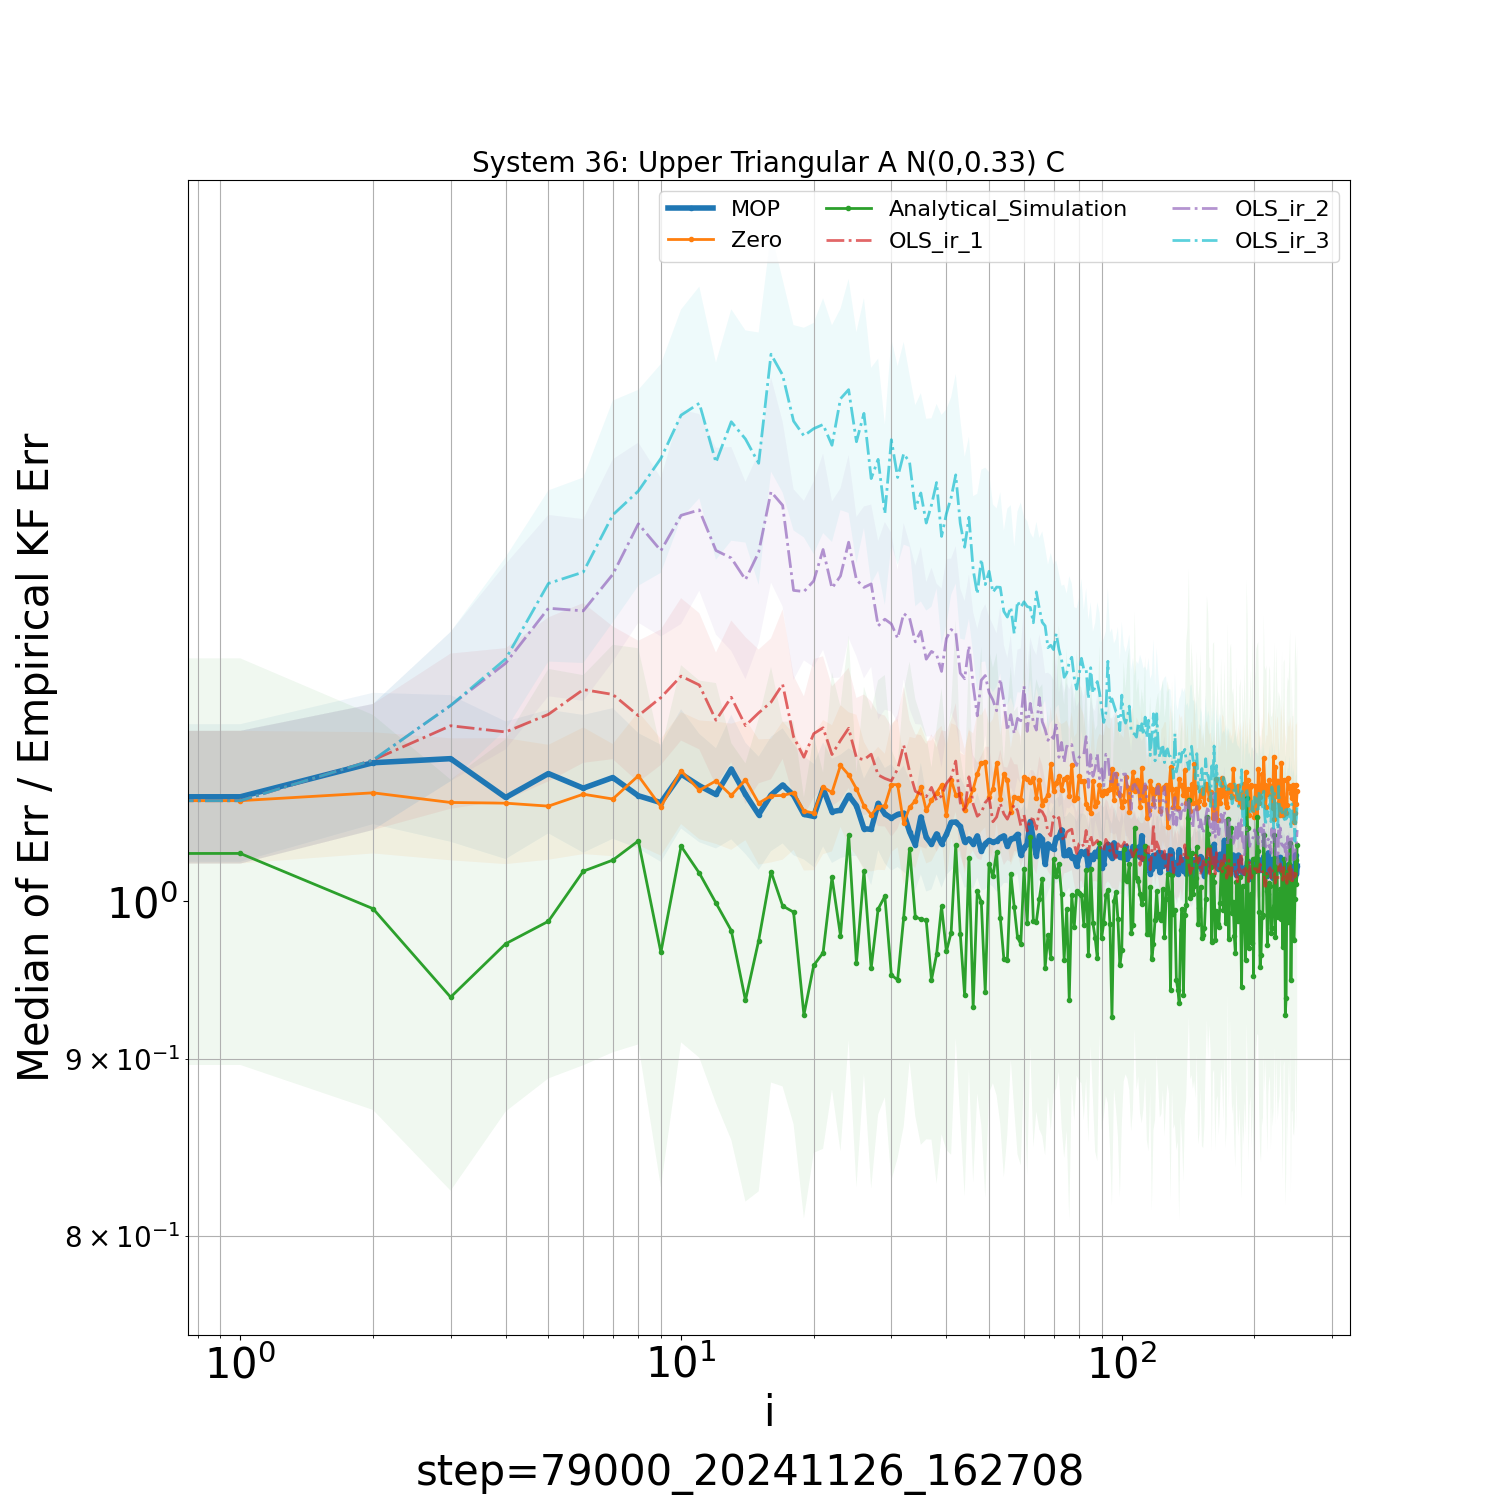 System 36: Upper Triangular A N(0,0.33) C
MOP
Zero
Analytical_Simulation
OLS_ir_1
OLS_ir_2
OLS_ir_3
Median of Err / Empirical KF Err
10⁰
9 × 10⁻¹
8 × 10⁻¹
10⁰
10¹
10²
i
step=79000_20241126_162708